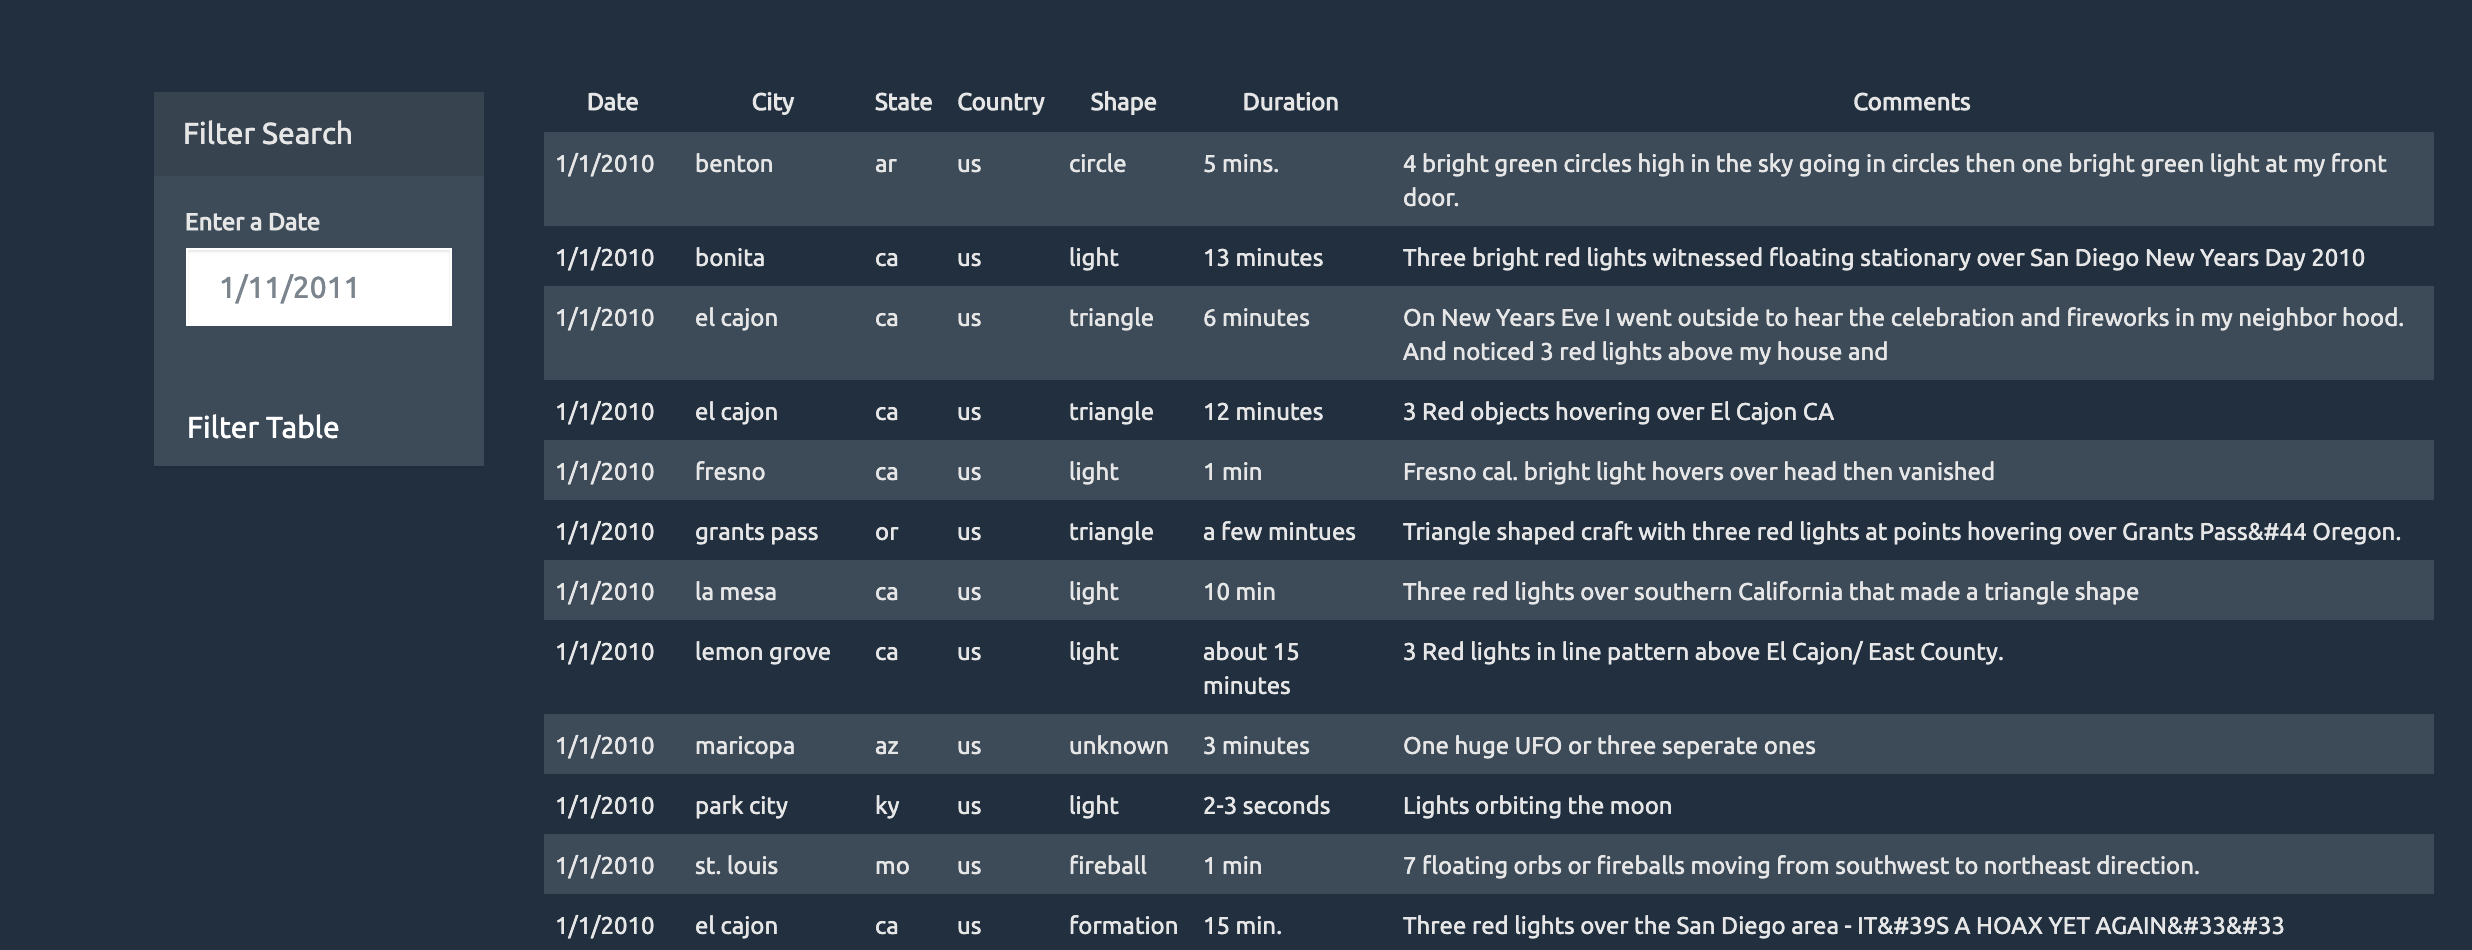 Filter Search
Enter a Date
1/11/2011
Filter Table
Date City State Country Shape Duration Comments
1/1/2010 benton ar us circle 5 mins. 4 bright green circles high in the sky going in circles then one bright green light at my front
door.
1/1/2010 bonita ca us light 13 minutes Three bright red lights witnessed floating stationary over San Diego New Years Day 2010
1/1/2010 el cajon ca us triangle 6 minutes On New Years Eve I went outside to hear the celebration and fireworks in my neighbor hood.
And noticed 3 red lights above my house and
1/1/2010 el cajon ca us triangle 12 minutes 3 Red objects hovering over El Cajon CA
1/1/2010 fresno ca us light 1 min Fresno cal. bright light hovers over head then vanished
1/1/2010 grants pass or us triangle a few mintues Triangle shaped craft with three red lights at points hovering over Grants Pass&#44 Oregon.
1/1/2010 la mesa ca us light 10 min Three red lights over southern California that made a triangle shape
1/1/2010 lemon grove ca us light about 15 3 Red lights in line pattern above El Cajon/ East County.
minutes
1/1/2010 maricopa az us unknown 3 minutes One huge UFO or three seperate ones
1/1/2010 park city ky us light 2-3 seconds Lights orbiting the moon
1/1/2010 st. louis mo us fireball 1 min 7 floating orbs or fireballs moving from southwest to northeast direction.
1/1/2010 el cajon ca us formation 15 min. Three red lights over the San Diego area - IT&#39S A HOAX YET AGAIN&#33&#33